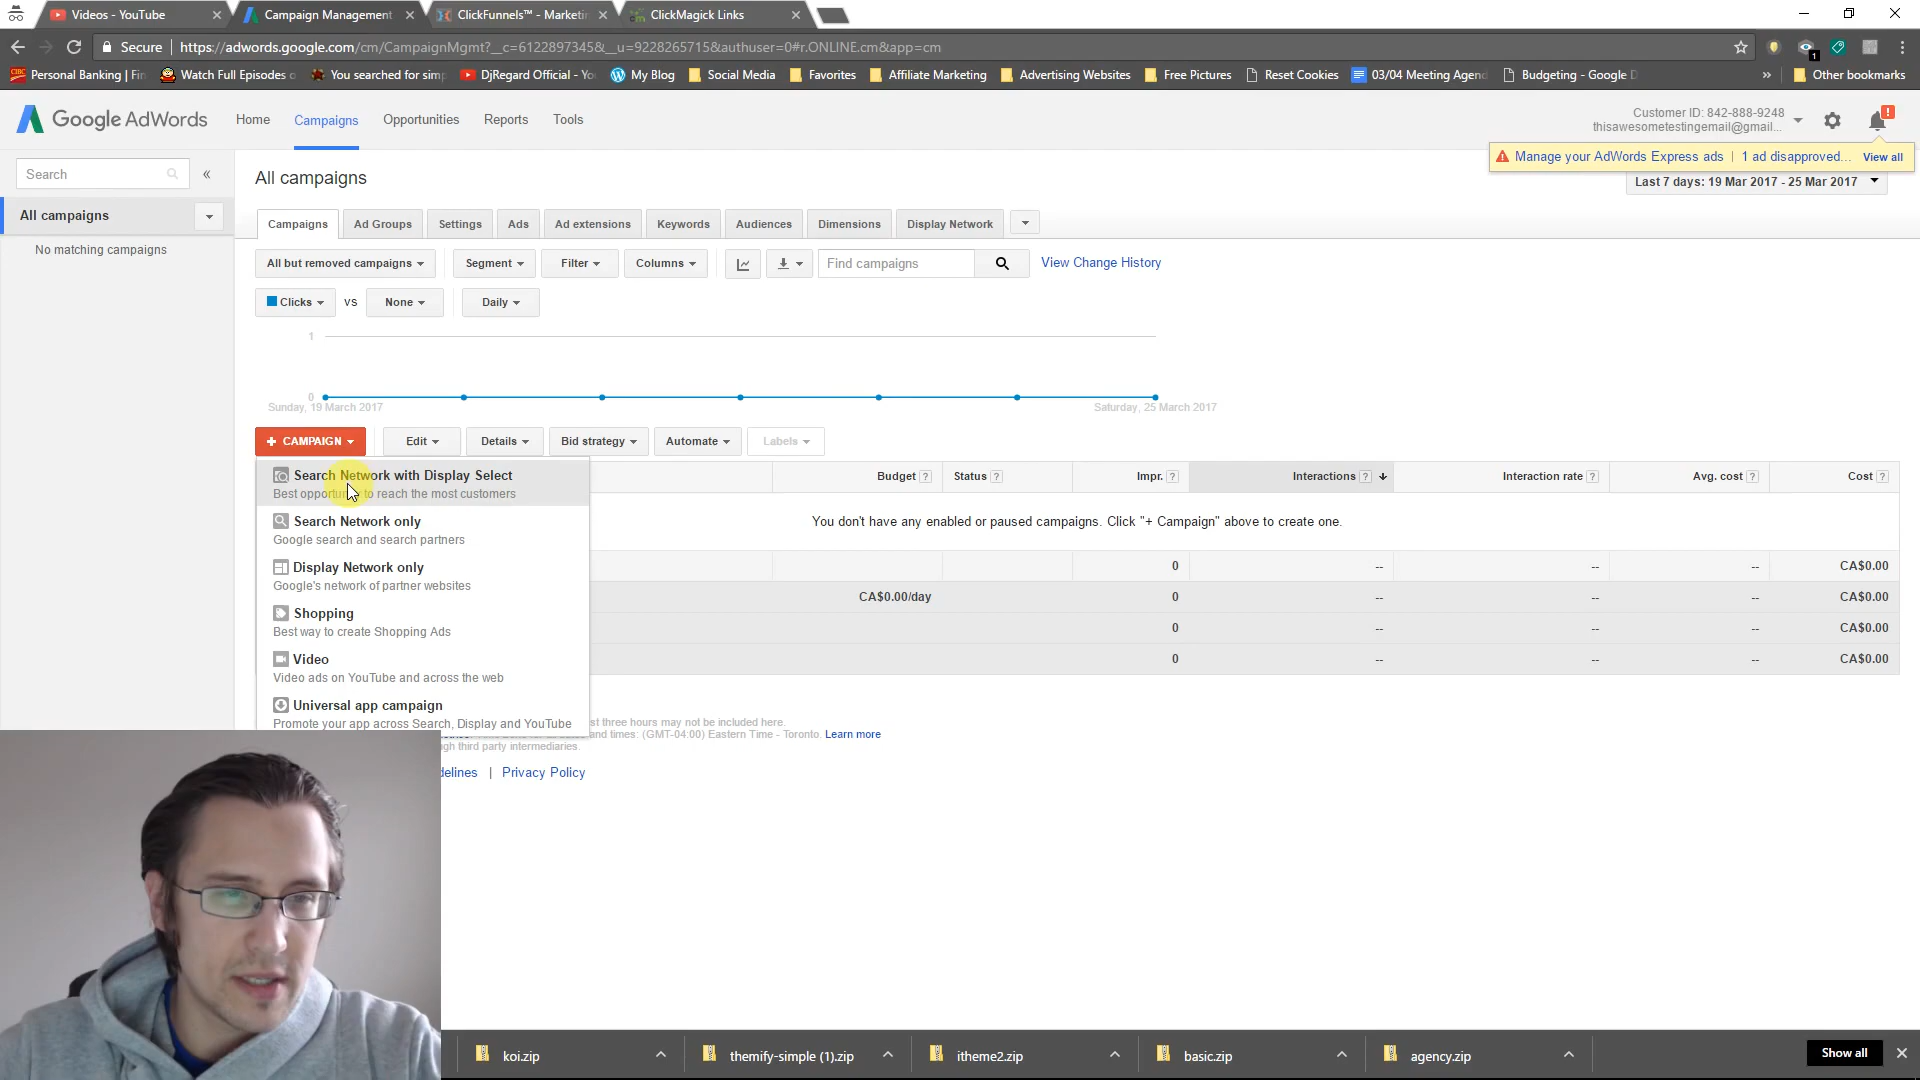 Videos - YouTube
Campaign Management
ClickFunnels™ - Marketin
ClickMagick Links
Secure | https://adwords.google.com/cm/CampaignMgmt?__c=6122897345&__u=9228265715&authuser=0#r.ONLINE.cm&app=cm
1
CIBC Personal Banking | Fin
Watch Full Episodes o
You searched for sim
DjRegard Official - Yo
My Blog
Social Media
Favorites
Affiliate Marketing
Advertising Websites
Free Pictures
Reset Cookies
03/04 Meeting Agend
Budgeting - Google D
»
Other bookmarks
Google AdWords
Home
Campaigns
Opportunities
Reports
Tools
Customer ID: 842-888-9248
thisawesometestingemail@gmail...
!
Manage your AdWords Express ads | 1 ad disapproved... View all
Last 7 days: 19 Mar 2017 - 25 Mar 2017
Search
«
All campaigns
No matching campaigns
All campaigns
Campaigns
Ad Groups
Settings
Ads
Ad extensions
Keywords
Audiences
Dimensions
Display Network
All but removed campaigns
Segment
Filter
Columns
Find campaigns
View Change History
Clicks vs None
Daily
1
0
Sunday, 19 March 2017
Saturday, 25 March 2017
+ CAMPAIGN
Edit
Details
Bid strategy
Automate
Labels
Search Network with Display Select
Best opportunity to reach the most customers
Search Network only
Google search and search partners
Display Network only
Google's network of partner websites
Shopping
Best way to create Shopping Ads
Video
Video ads on YouTube and across the web
Universal app campaign
Promote your app across Search, Display and YouTube
Budget ? Status ? Impr. ? Interactions ? Interaction rate ? Avg. cost ? Cost ?
You don't have any enabled or paused campaigns. Click "+ Campaign" above to create one.
0 -- -- -- CA$0.00
CA$0.00/day 0 -- -- -- CA$0.00
0 -- -- -- CA$0.00
0 -- -- -- CA$0.00
st three hours may not be included here.
and times: (GMT-04:00) Eastern Time - Toronto. Learn more
gh third party intermediaries.
delines | Privacy Policy
koi.zip
themify-simple (1).zip
itheme2.zip
basic.zip
agency.zip
Show all